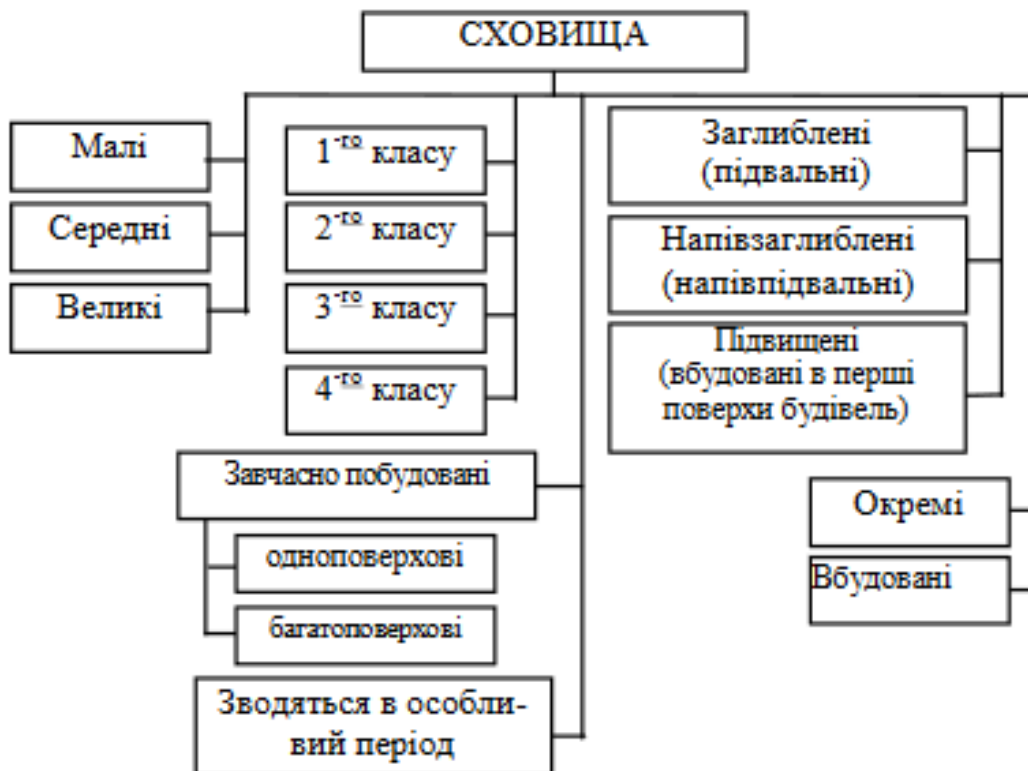 СХОВИЩА
Малі
Середні
Великі
1-го класу
2-го класу
3-го класу
4-го класу
Заглиблені
(підвальні)
Напівзаглиблені
(напівпідвальні)
Підвищені
(вбудовані в перші
поверхи будівель)
Завчасно побудовані
одноповерхові
багатоповерхові
Зводяться в особли-
вий період
Окремі
Вбудовані